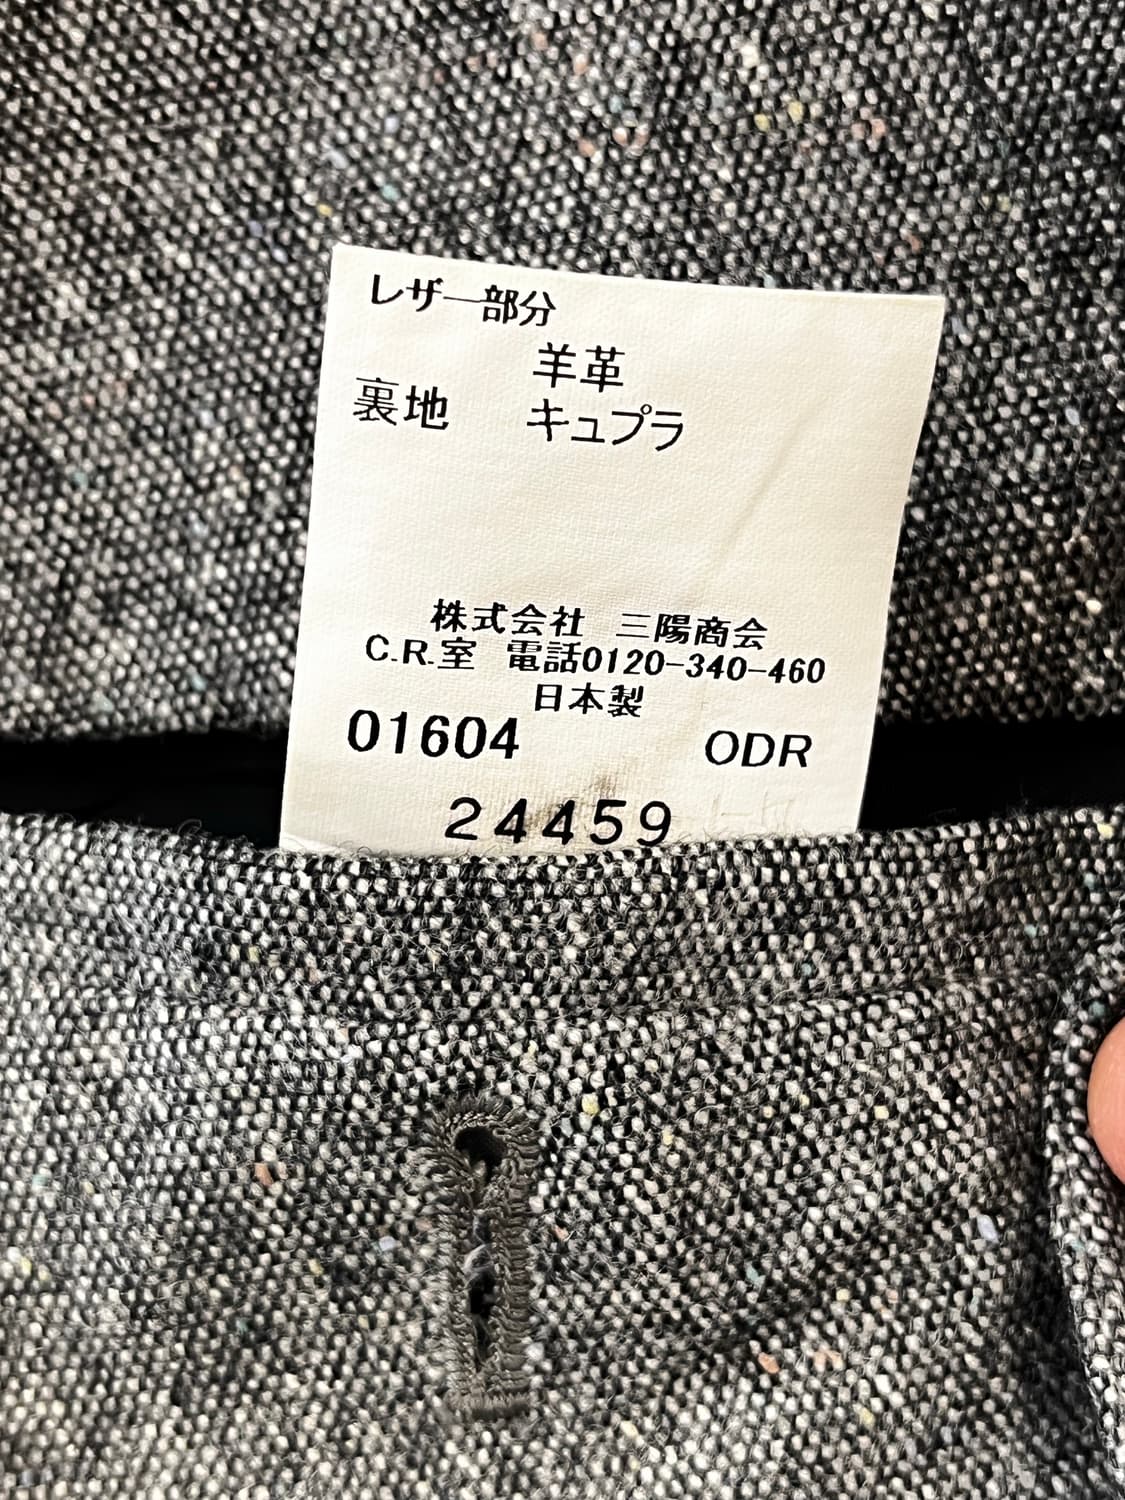 レザー部分
羊革
裏地 キュプラ
株式会社 三陽商会
C.R.室 電話0120-340-460
日本製
01604 ODR
24459